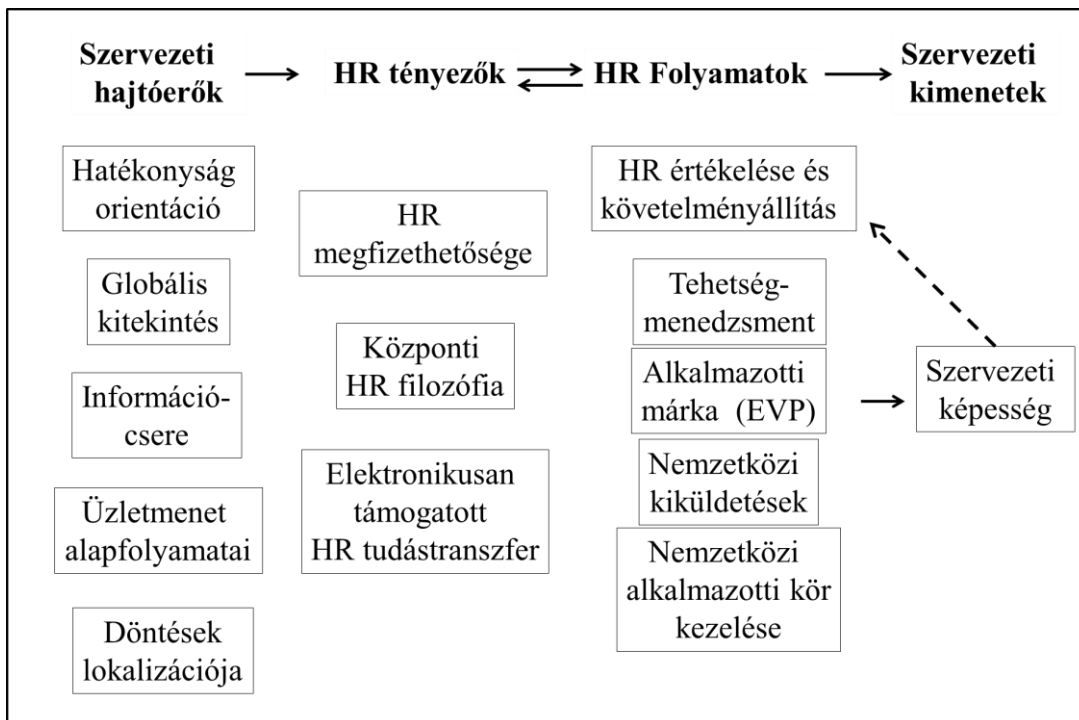 Szervezeti
hajtóerők
HR tényezők
HR Folyamatok
Szervezeti
kimenetek
Hatékonyság
orientáció
Globális
kitekintés
Információ-
csere
Üzletmenet
alapfolyamatai
Döntések
lokalizációja
HR
megfizethetősége
Központi
HR filozófia
Elektronikusan
támogatott
HR tudástranszfer
HR értékelése és
követelményállítás
Tehetség-
menedzsment
Alkalmazotti
márka (EVP)
Nemzetközi
kiküldetések
Nemzetközi
alkalmazotti kör
kezelése
Szervezeti
képesség